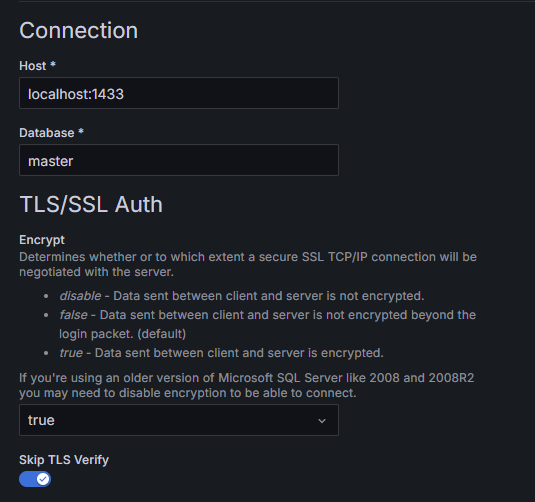 Connection
Host *
localhost:1433
Database *
master
TLS/SSL Auth
Encrypt
Determines whether or to which extent a secure SSL TCP/IP connection will be
negotiated with the server.
• disable - Data sent between client and server is not encrypted.
• false - Data sent between client and server is not encrypted beyond the
login packet. (default)
• true - Data sent between client and server is encrypted.
If you're using an older version of Microsoft SQL Server like 2008 and 2008R2
you may need to disable encryption to be able to connect.
true
Skip TLS Verify